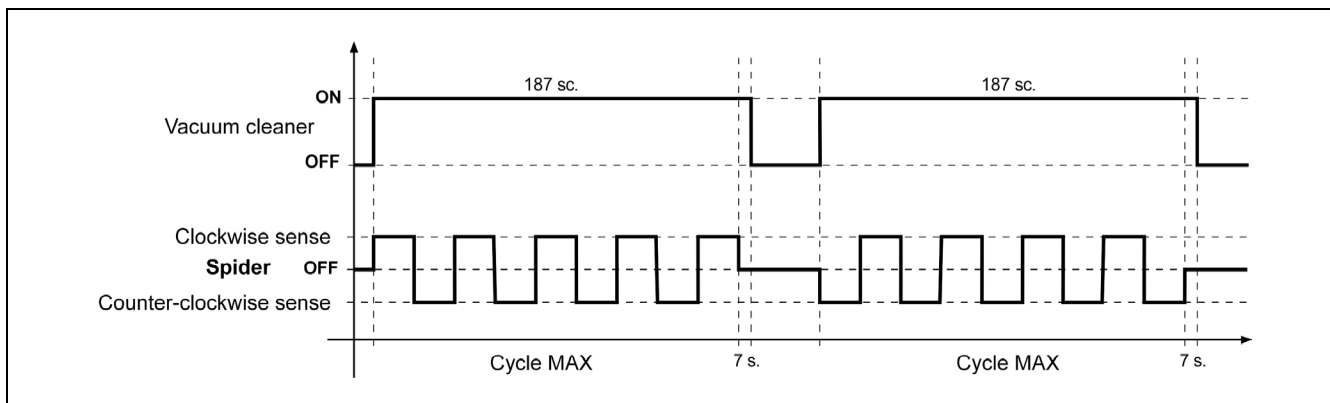 187 sc. 187 sc.
ON
Vacuum cleaner
OFF
Clockwise sense
Spider OFF
Counter-clockwise sense
Cycle MAX 7 s. Cycle MAX 7 s.